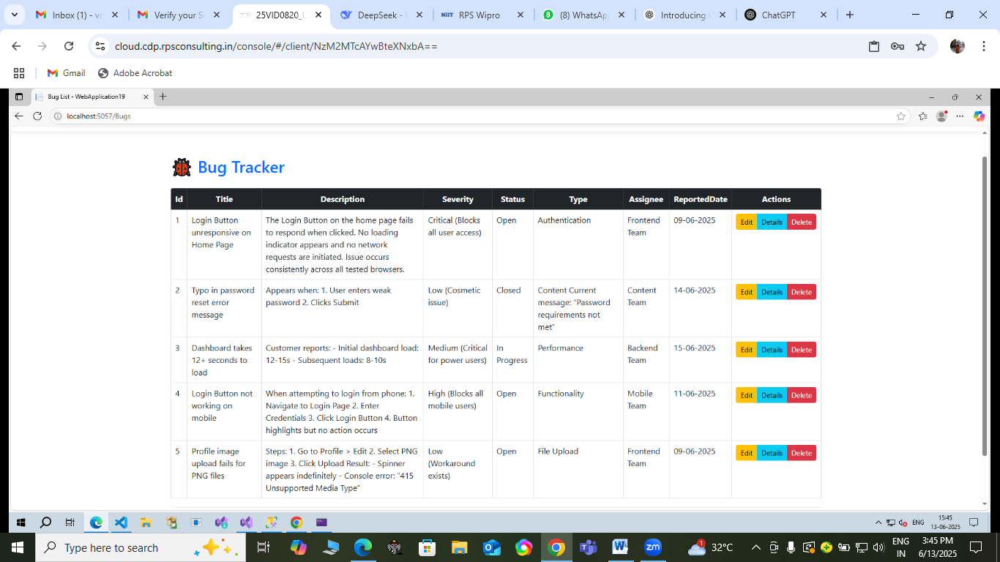 Inbox (1) - vr
Verify your S
25VID0820_U
DeepSeek -
NIIT RPS Wipro
(8) WhatsAp
Introducing
ChatGPT
cloud.cdp.rpsconsulting.in/console/#/client/NzM2MTcAYwBteXNxbA==
Gmail
Adobe Acrobat
Bug List - WebApplication19
localhost:5057/Bugs
Bug Tracker
Id Title Description Severity Status Type Assignee ReportedDate Actions
1 Login Button The Login Button on the home page fails Critical (Blocks Open Authentication Frontend 09-06-2025 Edit Details Delete
unresponsive on to respond when clicked. No loading all user access) Team
Home Page indicator appears and no network
requests are initiated. Issue occurs
consistently across all tested browsers.
2 Typo in password Appears when: 1. User enters weak Low (Cosmetic Closed Content Current Content 14-06-2025 Edit Details Delete
reset error password 2. Clicks Submit issue) message: "Password Team
message requirements not
met"
3 Dashboard takes Customer reports: - Initial dashboard load: Medium (Critical In Performance Backend 15-06-2025 Edit Details Delete
12+ seconds to 12-15s - Subsequent loads: 8-10s for power users) Progress Team
load
4 Login Button not When attempting to login from phone: 1. High (Blocks all Open Functionality Mobile 11-06-2025 Edit Details Delete
working on Navigate to Login Page 2. Enter mobile users) Team
mobile Credentials 3. Click Login Button 4. Button
highlights but no action occurs
5 Profile image Steps: 1. Go to Profile > Edit 2. Select PNG Low Open File Upload Frontend 09-06-2025 Edit Details Delete
upload fails for image 3. Click Upload Result: - Spinner (Workaround Team
PNG files appears indefinitely - Console error: "415 exists)
Unsupported Media Type"
ENG 15:45
13-06-2025
Type here to search
zm
1
32°C
ENG 3:45 PM
IN 6/13/2025